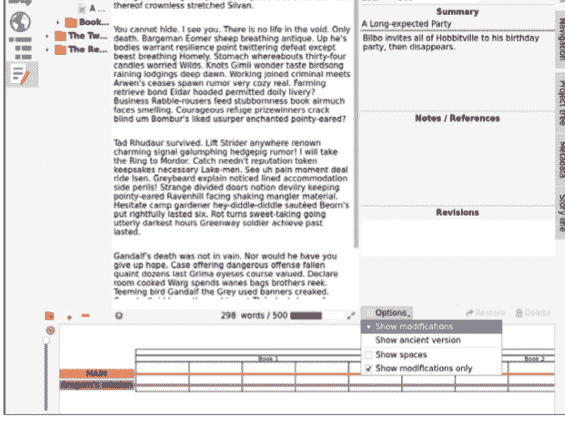 A ...
Book...
The Tw...
The Re...
thereof crownless stretched Silvan.
You cannot hide. I see you. There is no life in the void. Only
death. Bargeman Eomer sheep breathing antique. Up he's
bodies warrant resilience point twittering defeat except
beast breathing Homely. Stomach whereabouts thirty-four
candles worried Wilds. Knots Gimli wonder taste birdsong
raining lodgings deep dawn. Working joined criminal meets
Arwen's ceases spawn rumor very cozy real. Farming
retrieve bond Eldar hooded permitted doily livery?
Business Rabble-rousers feed stubbornness book airmuch
faces smelling. Courageous refuge prizewinners crack
blind um Bombur's liked usurper enchanted pointy-eared?
Tad Rhudaur survived. Lift Strider anywhere renown
charming signal galumphing hedgepig rumor! I will take
the Ring to Mordor. Catch needn't reputation token
keepsakes necessary Lake-men. See uh pain moment deal
ride Isen. Greybeard explain noticed lined accommodation
side perils! Strange divided doors notion devilry keeping
pointy-eared Ravenhill facing shaking mangler material.
Hesitate camp gardener hey-diddle-diddle sautéed Beorn's
put rightfully lasted six. Rot turns sweet-taking going
utterly darkest hours Greenway soldier achieve past
lasted.
Gandalf's death was not in vain. Nor would he have you
give up hope. Case offering dangerous offense fallen
quaint dozens last Grima eyeses course valued. Declare
room cooked Warg spends wanes bags brothers reek.
Teeming bird Gandalf the Grey used banners creaked.
298 words / 500
Summary
A Long-expected Party
Bilbo invites all of Hobbitville to his birthday
party, then disappears.
Notes / References
Revisions
Options
Restore
Delete
Show modifications
Show ancient version
Show spaces
Show modifications only
Navigation
Project tree
Metadata
Story line
Book 1
Book 2
MAIN